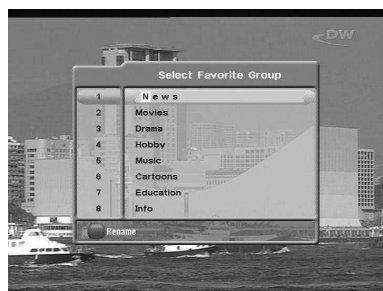 DW
Select Favorite Group
1 News
2 Movies
3 Drama
4 Hobby
5 Music
6 Cartoons
7 Education
8 Info
Rename